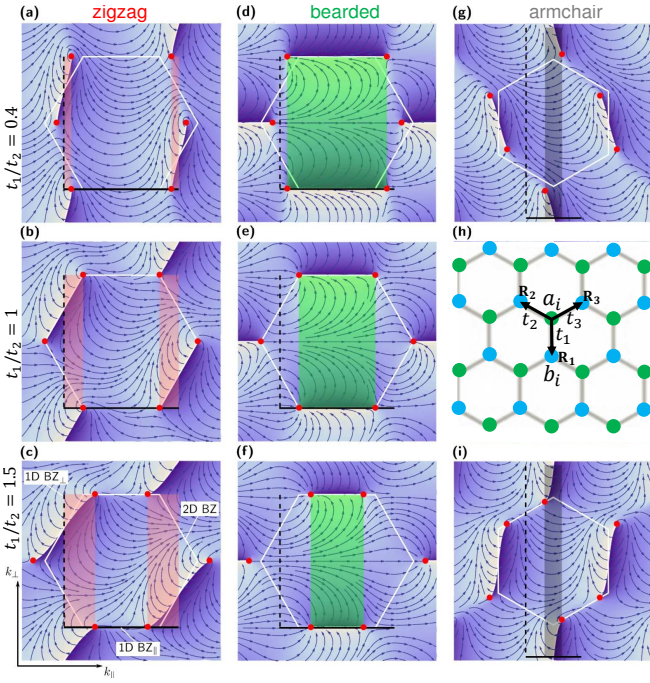 zigzag
bearded
armchair
(a)
(d)
(g)
t₁/t₂ = 0.4
(b)
(e)
(h)
t₁/t₂ = 1
R₂
aᵢ
R₃
t₂
t₃
t₁
R₁
bᵢ
(c)
(f)
(i)
t₁/t₂ = 1.5
1D BZ⊥
2D BZ
k⊥
1D BZ∥
k∥